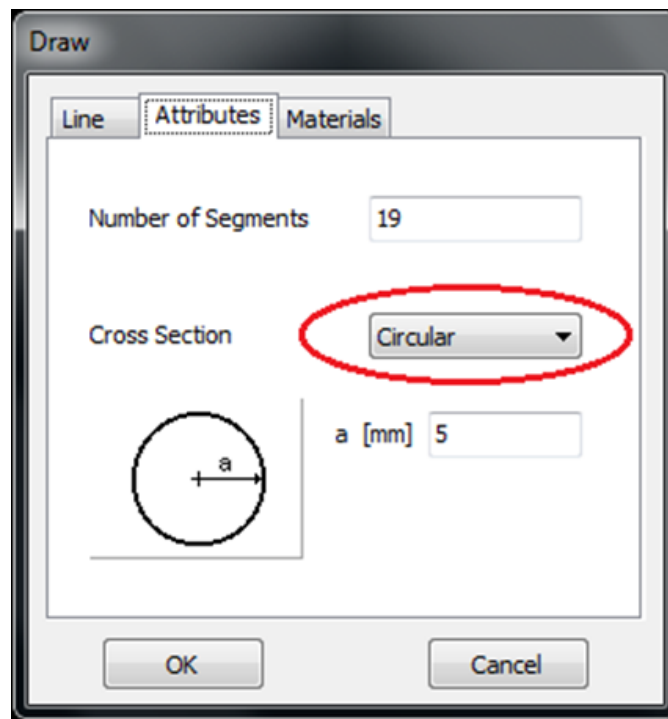 Draw
Line Attributes Materials
Number of Segments 19
Cross Section Circular
a
a [mm] 5
OK Cancel